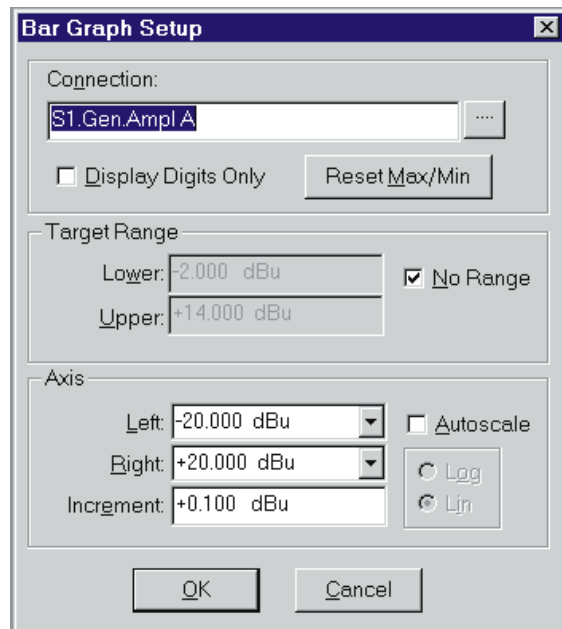 Bar Graph Setup
Connection:
S1.Gen.Ampl A
....
Display Digits Only
Reset Max/Min
Target Range
Lower: -2.000 dBu
No Range
Upper: +14.000 dBu
Axis
Left: -20.000 dBu
Autoscale
Right: +20.000 dBu
Log
Increment: +0.100 dBu
Lin
OK
Cancel